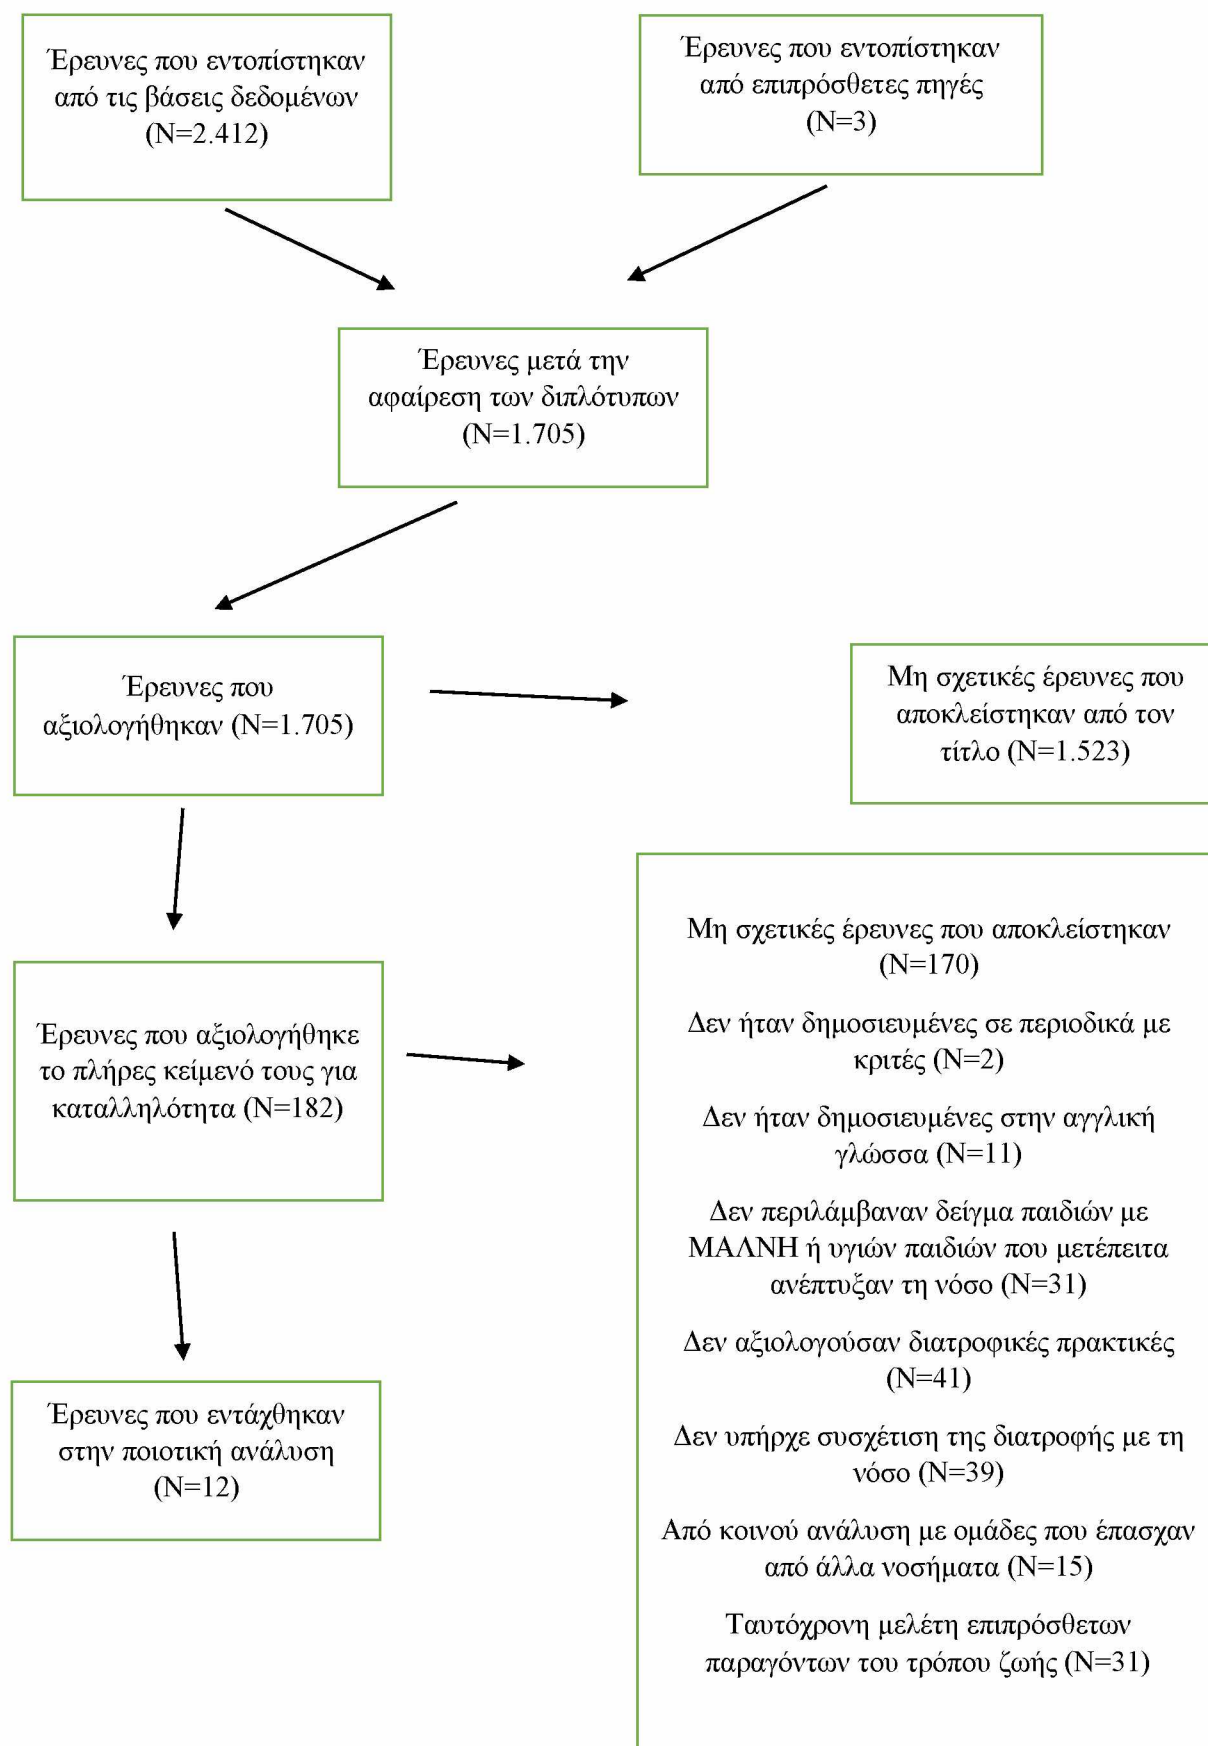 Έρευνες που εντοπίστηκαν
από τις βάσεις δεδομένων
(N=2.412)
Έρευνες που εντοπίστηκαν
από επιπρόσθετες πηγές
(N=3)
Έρευνες μετά την
αφαίρεση των διπλότυπων
(N=1.705)
Έρευνες που
αξιολογήθηκαν (N=1.705)
Μη σχετικές έρευνες που
αποκλείστηκαν από τον
τίτλο (N=1.523)
Έρευνες που αξιολογήθηκε
το πλήρες κείμενό τους για
καταλληλότητα (N=182)
Μη σχετικές έρευνες που αποκλείστηκαν
(N=170)
Δεν ήταν δημοσιευμένες σε περιοδικά με
κριτές (N=2)
Δεν ήταν δημοσιευμένες στην αγγλική
γλώσσα (N=11)
Δεν περιλάμβαναν δείγμα παιδιών με
ΜΑΛΝΗ ή υγιών παιδιών που μετέπειτα
ανέπτυξαν τη νόσο (N=31)
Δεν αξιολογούσαν διατροφικές πρακτικές
(N=41)
Δεν υπήρχε συσχέτιση της διατροφής με τη
νόσο (N=39)
Από κοινού ανάλυση με ομάδες που έπασχαν
από άλλα νοσήματα (N=15)
Ταυτόχρονη μελέτη επιπρόσθετων
παραγόντων του τρόπου ζωής (N=31)
Έρευνες που εντάχθηκαν
στην ποιοτική ανάλυση
(N=12)